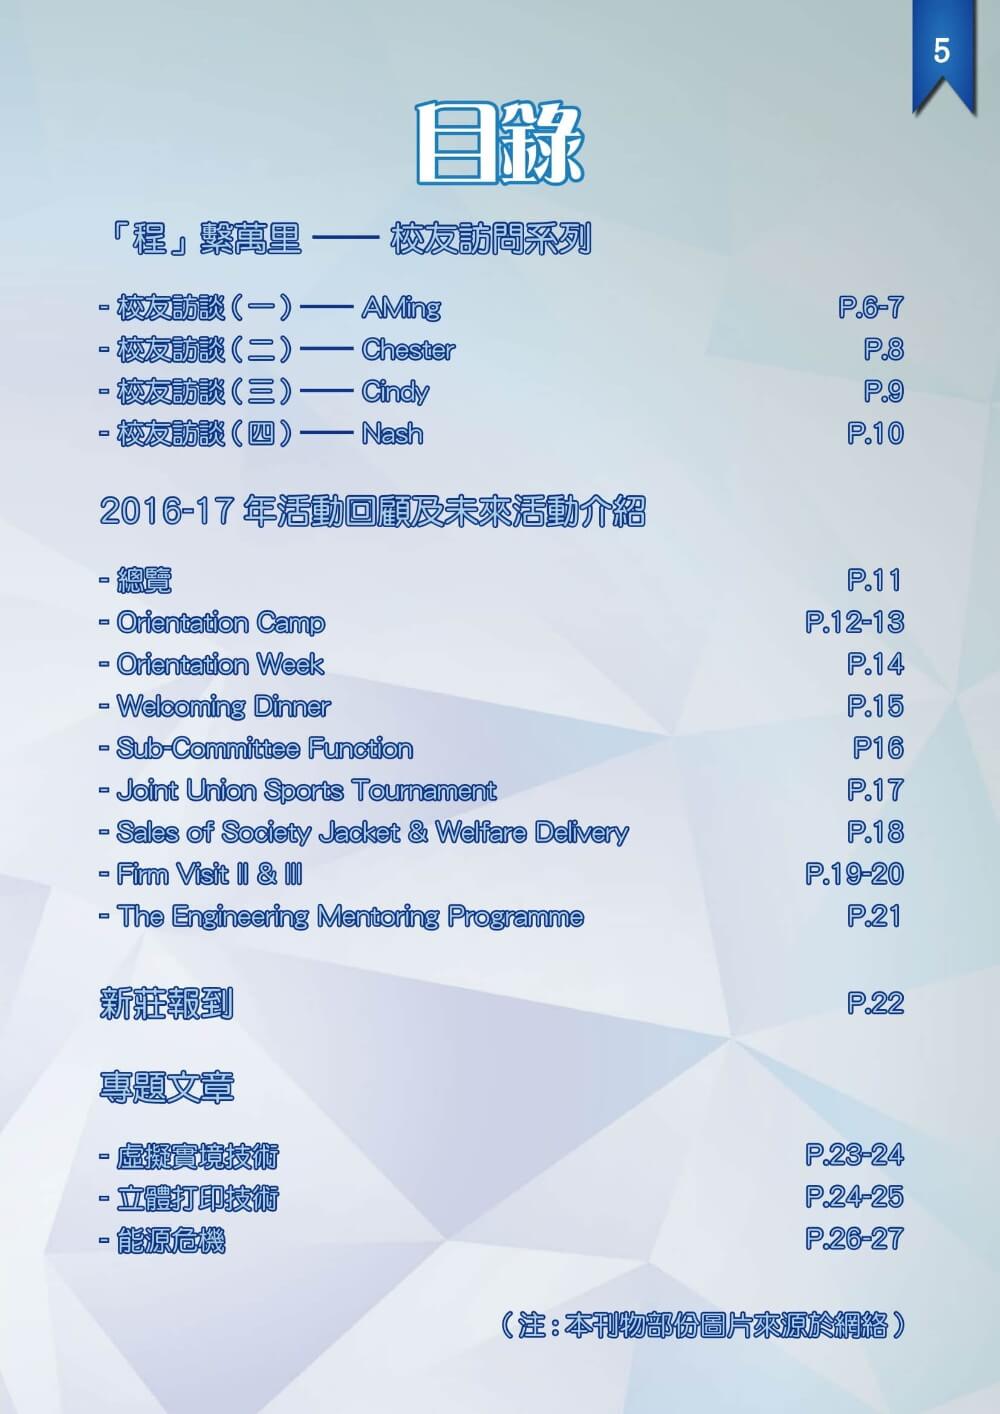 5
目錄
「程」繫萬里 —— 校友訪問系列
- 校友訪談（一）—— AMing P.6-7
- 校友訪談（二）—— Chester P.8
- 校友訪談（三）—— Cindy P.9
- 校友訪談（四）—— Nash P.10
2016-17 年活動回顧及未來活動介紹
- 總覽 P.11
- Orientation Camp P.12-13
- Orientation Week P.14
- Welcoming Dinner P.15
- Sub-Committee Function P16
- Joint Union Sports Tournament P.17
- Sales of Society Jacket & Welfare Delivery P.18
- Firm Visit II & III P.19-20
- The Engineering Mentoring Programme P.21
新莊報到 P.22
專題文章
- 虛擬實境技術 P.23-24
- 立體打印技術 P.24-25
- 能源危機 P.26-27
（注：本刊物部份圖片來源於網絡）